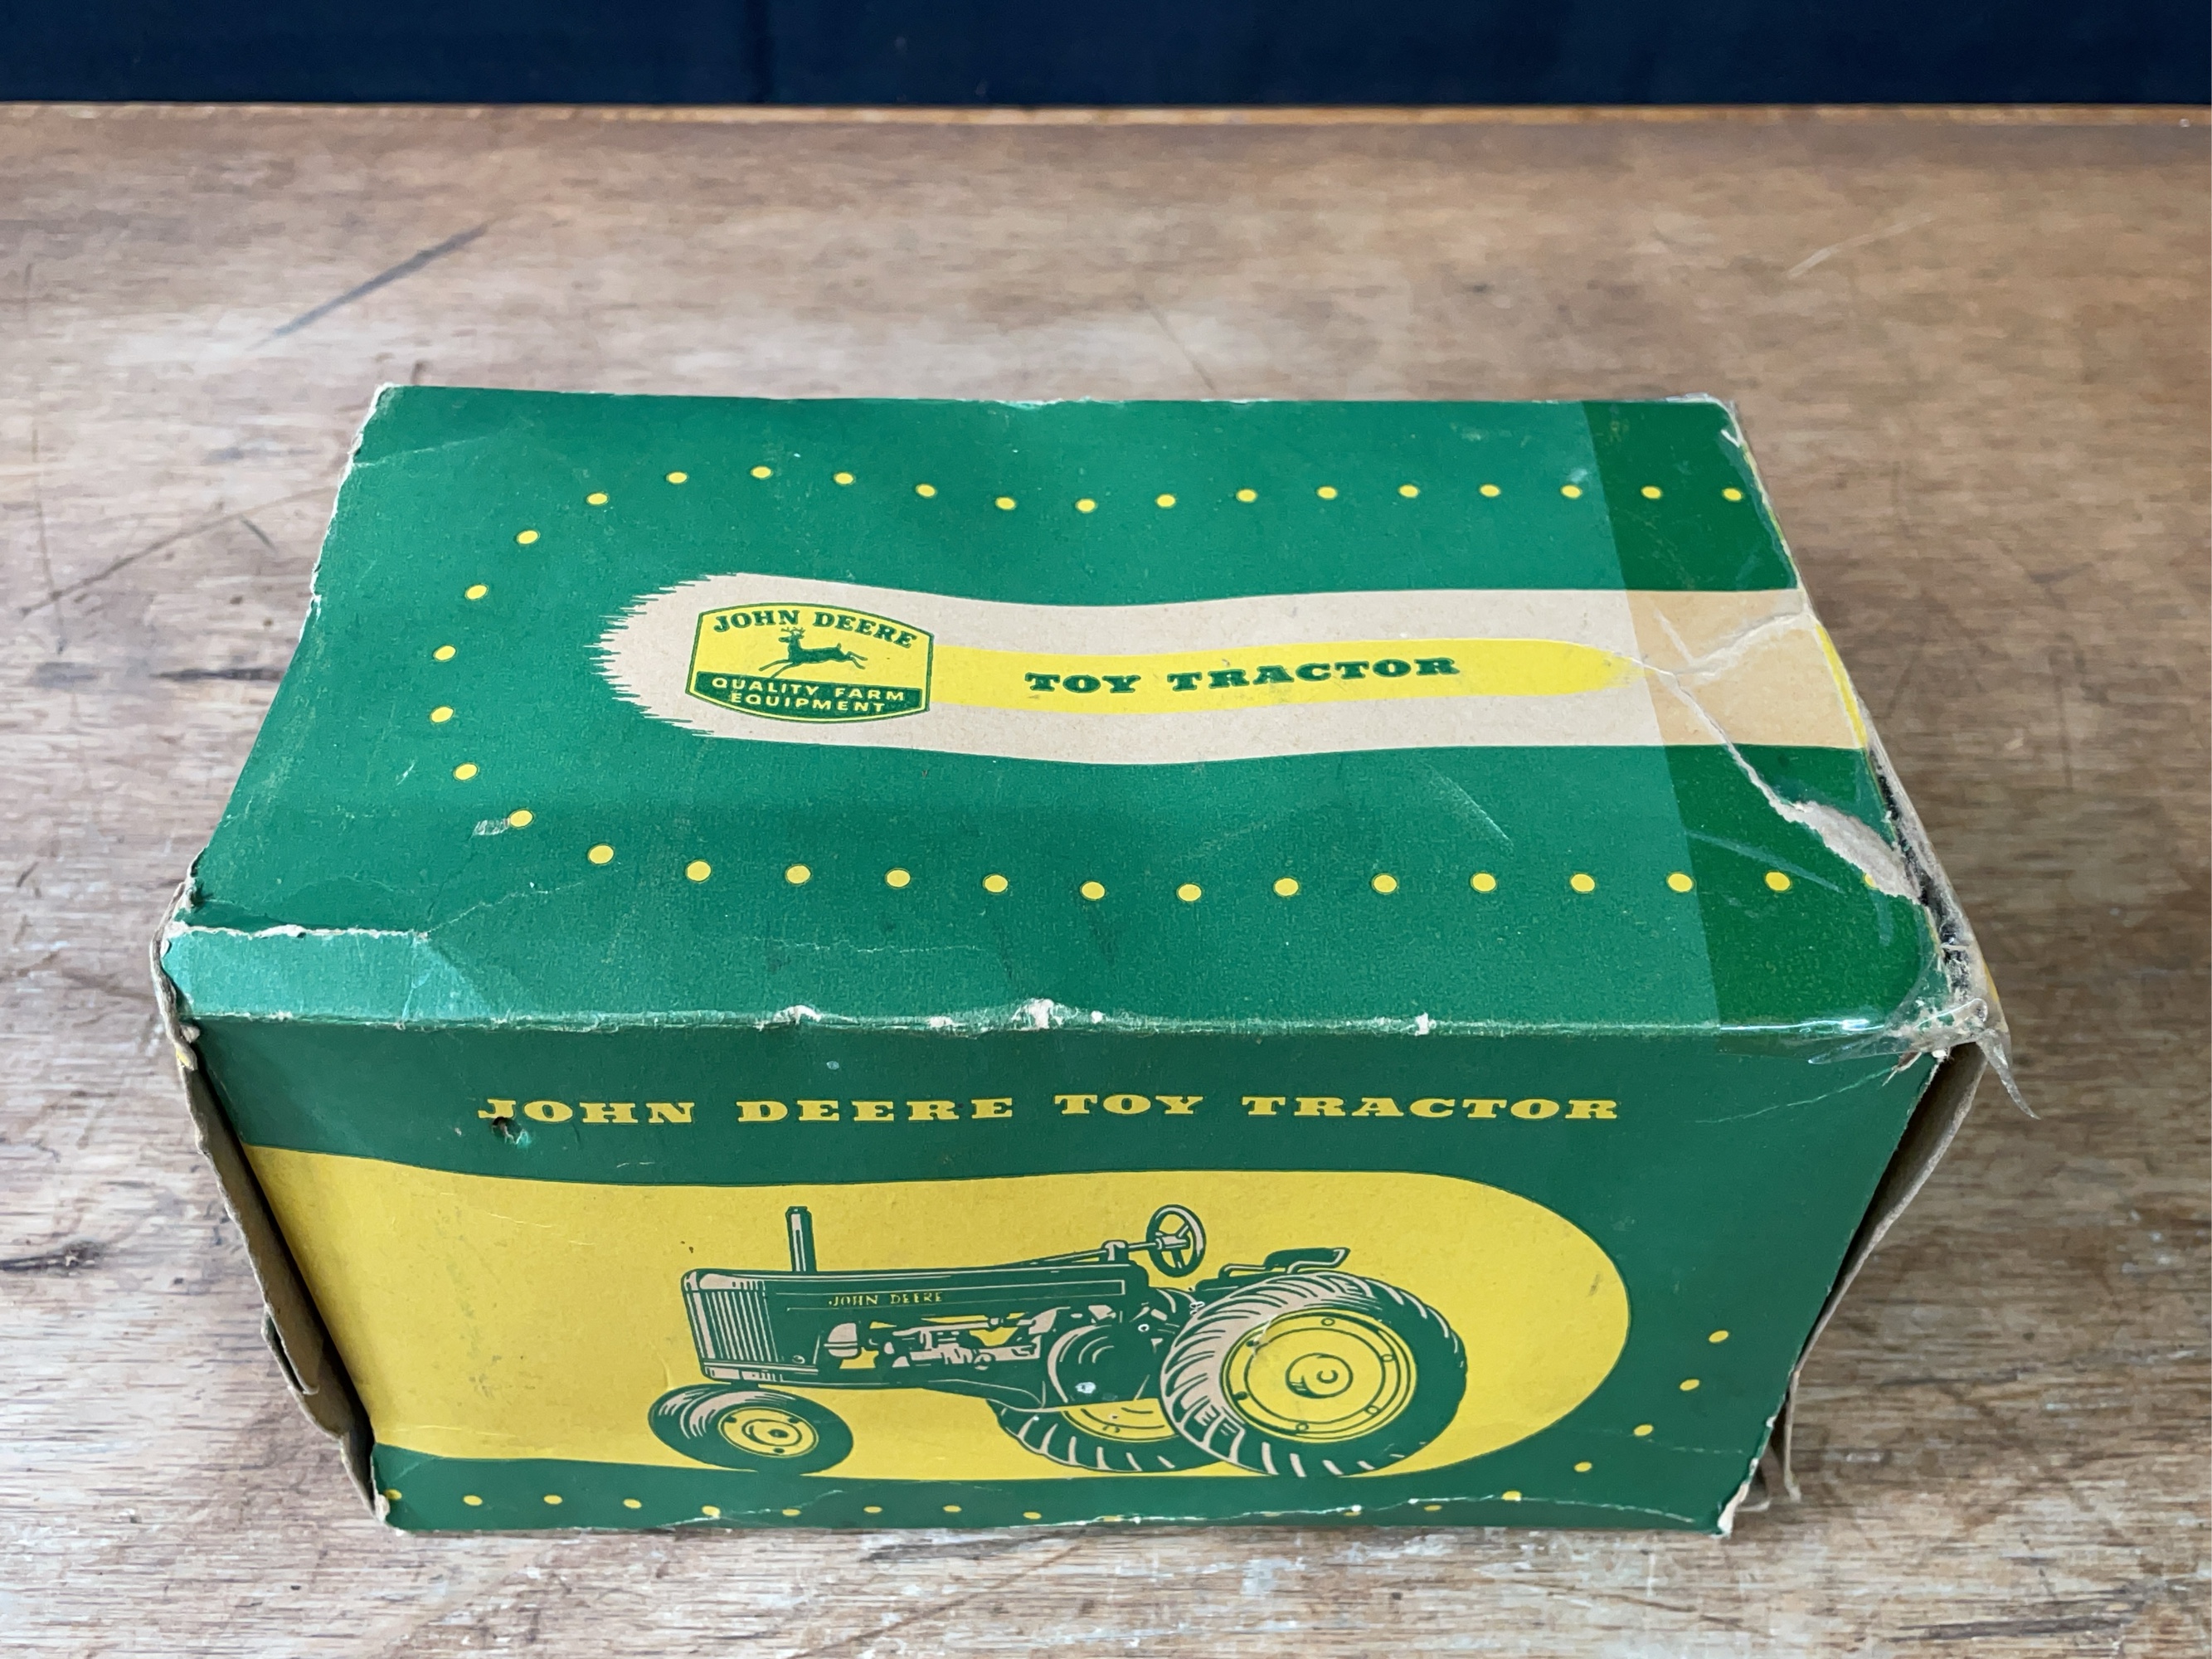 JOHN DEERE
QUALITY FARM
EQUIPMENT
TOY TRACTOR
JOHN DEERE TOY TRACTOR
JOHN DEERE